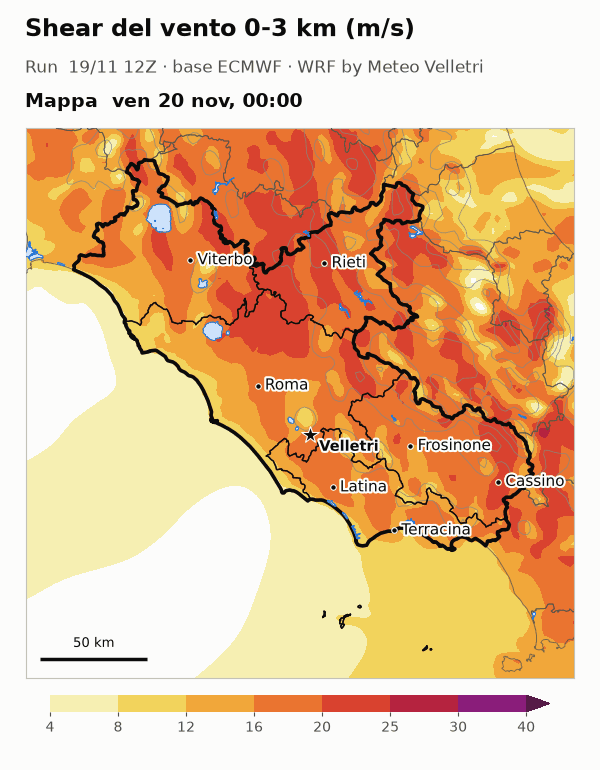 Shear del vento 0-3 km (m/s)
Run  19/11 12Z · base ECMWF · WRF by Meteo Velletri
Mappa  ven 20 nov, 00:00
Viterbo
Rieti
Roma
Velletri
Frosinone
Latina
Cassino
Terracina
50 km
4 8 12 16 20 25 30 40